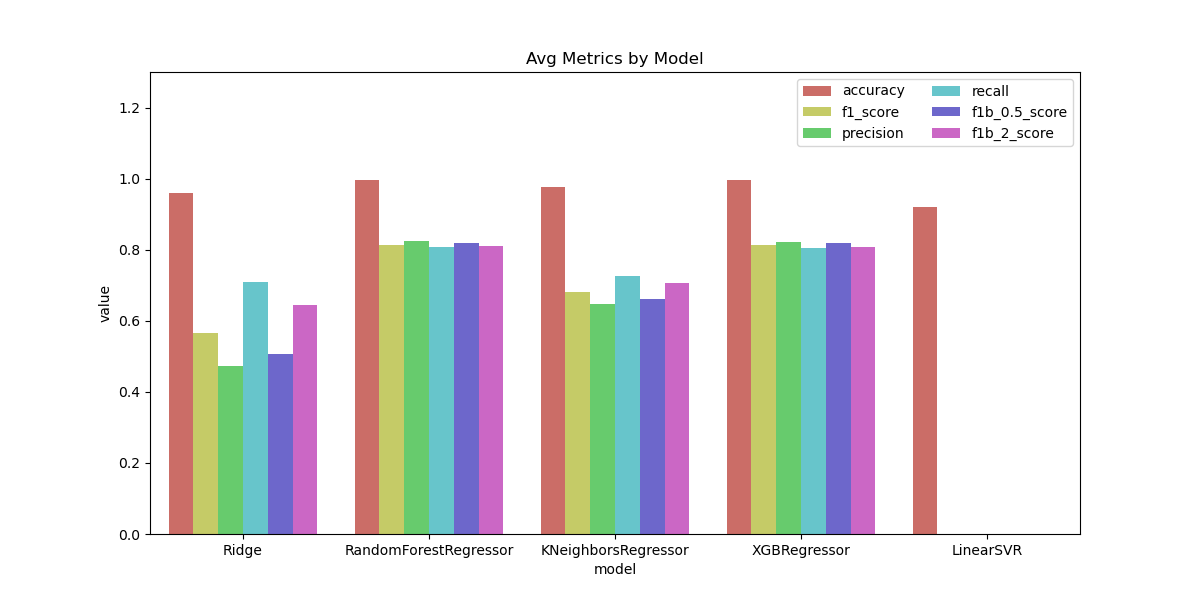 Avg Metrics by Model
accuracy
f1_score
precision
recall
f1b_0.5_score
f1b_2_score
value
1.2
1.0
0.8
0.6
0.4
0.2
0.0
Ridge
RandomForestRegressor
KNeighborsRegressor
XGBRegressor
LinearSVR
model